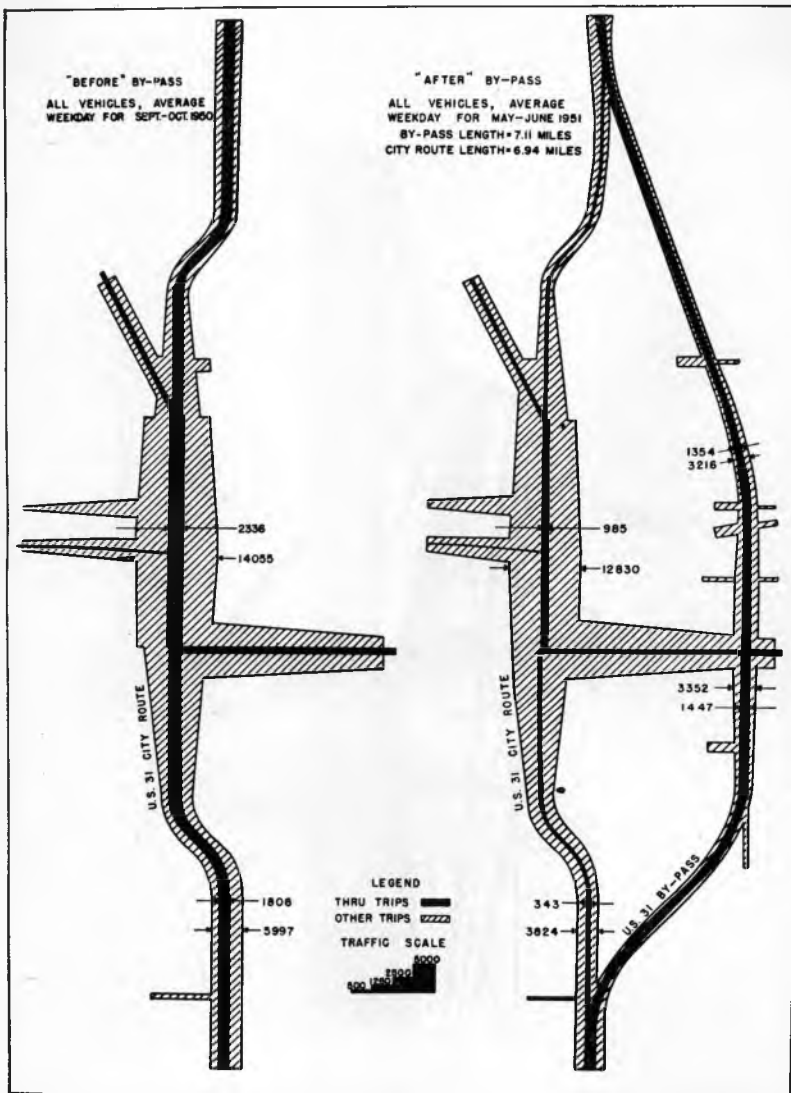 "BEFORE" BY-PASS
ALL VEHICLES, AVERAGE
WEEKDAY FOR SEPT.-OCT. 1950
"AFTER" BY-PASS
ALL VEHICLES, AVERAGE
WEEKDAY FOR MAY-JUNE 1951
BY-PASS LENGTH=7.11 MILES
CITY ROUTE LENGTH=6.94 MILES
2336
14055
U.S. 31 CITY ROUTE
1806
5997
985
12830
1354
3216
3352
1447
U.S. 31 CITY ROUTE
343
3824
U.S. 31 BY-PASS
LEGEND
THRU TRIPS
OTHER TRIPS
TRAFFIC SCALE
500 1250 2500 5000